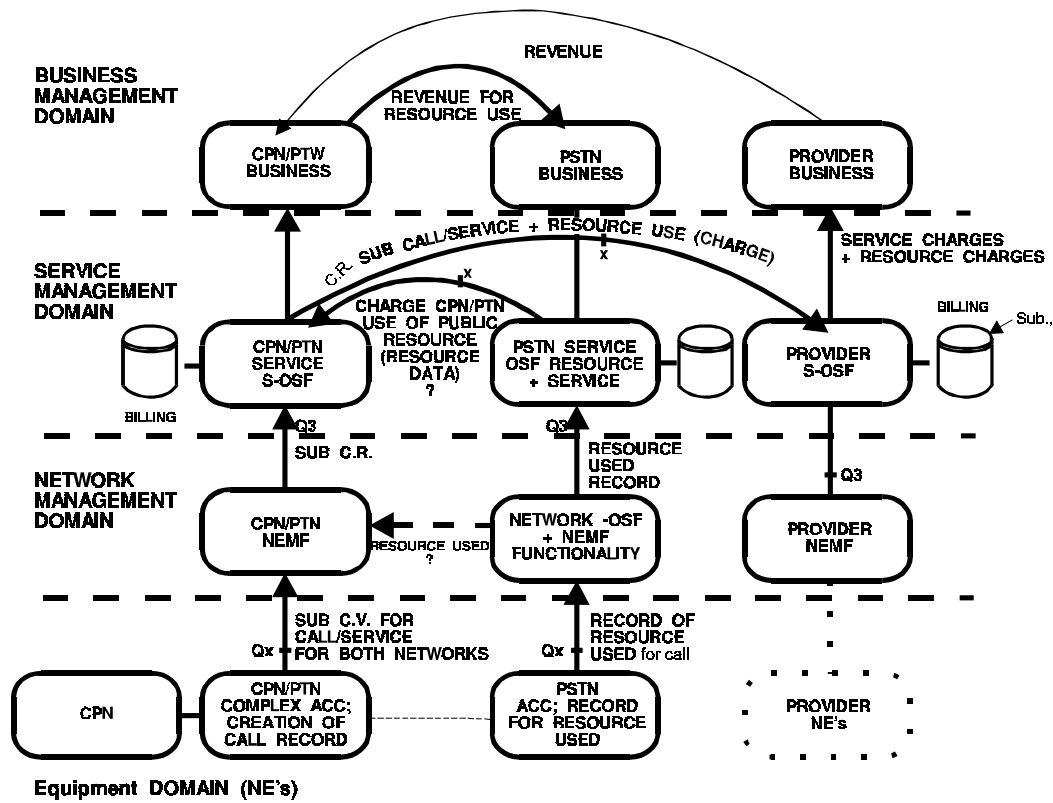 REVENUE
BUSINESS
MANAGEMENT
DOMAIN
REVENUE FOR
RESOURCE USE
CPN/PTW
BUSINESS
PSTN
BUSINESS
PROVIDER
BUSINESS
C.R. SUB CALL/SERVICE + RESOURCE USE (CHARGE)
x
SERVICE CHARGES
+ RESOURCE CHARGES
SERVICE
MANAGEMENT
DOMAIN
x
CHARGE CPN/PTN
USE OF PUBLIC
RESOURCE
(RESOURCE
DATA)
?
BILLING
Sub.,
CPN/PTN
SERVICE
S-OSF
PSTN SERVICE
OSF RESOURCE
+ SERVICE
PROVIDER
S-OSF
BILLING
Q3
SUB C.R.
Q3
RESOURCE
USED
RECORD
Q3
NETWORK
MANAGEMENT
DOMAIN
CPN/PTN
NEMF
RESOURCE USED
?
NETWORK -OSF
+ NEMF
FUNCTIONALITY
PROVIDER
NEMF
SUB C.V. FOR
CALL/SERVICE
FOR BOTH NETWORKS
Qx
RECORD OF
RESOURCE
USED for call
Qx
CPN
CPN/PTN
COMPLEX ACC;
CREATION OF
CALL RECORD
PSTN
ACC; RECORD
FOR RESOURCE
USED
PROVIDER
NE's
Equipment DOMAIN (NE's)